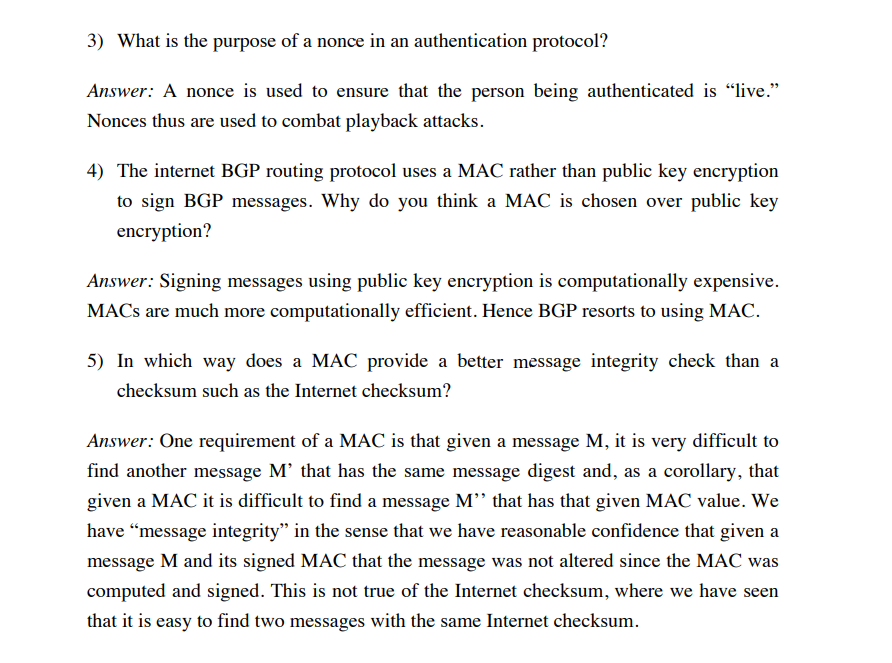 3) What is the purpose of a nonce in an authentication protocol?
Answer: A nonce is used to ensure that the person being authenticated is “live.”
Nonces thus are used to combat playback attacks.
4) The internet BGP routing protocol uses a MAC rather than public key encryption
to sign BGP messages. Why do you think a MAC is chosen over public key
encryption?
Answer: Signing messages using public key encryption is computationally expensive.
MACs are much more computationally efficient. Hence BGP resorts to using MAC.
5) In which way does a MAC provide a better message integrity check than a
checksum such as the Internet checksum?
Answer: One requirement of a MAC is that given a message M, it is very difficult to
find another message M’ that has the same message digest and, as a corollary, that
given a MAC it is difficult to find a message M’’ that has that given MAC value. We
have “message integrity” in the sense that we have reasonable confidence that given a
message M and its signed MAC that the message was not altered since the MAC was
computed and signed. This is not true of the Internet checksum, where we have seen
that it is easy to find two messages with the same Internet checksum.